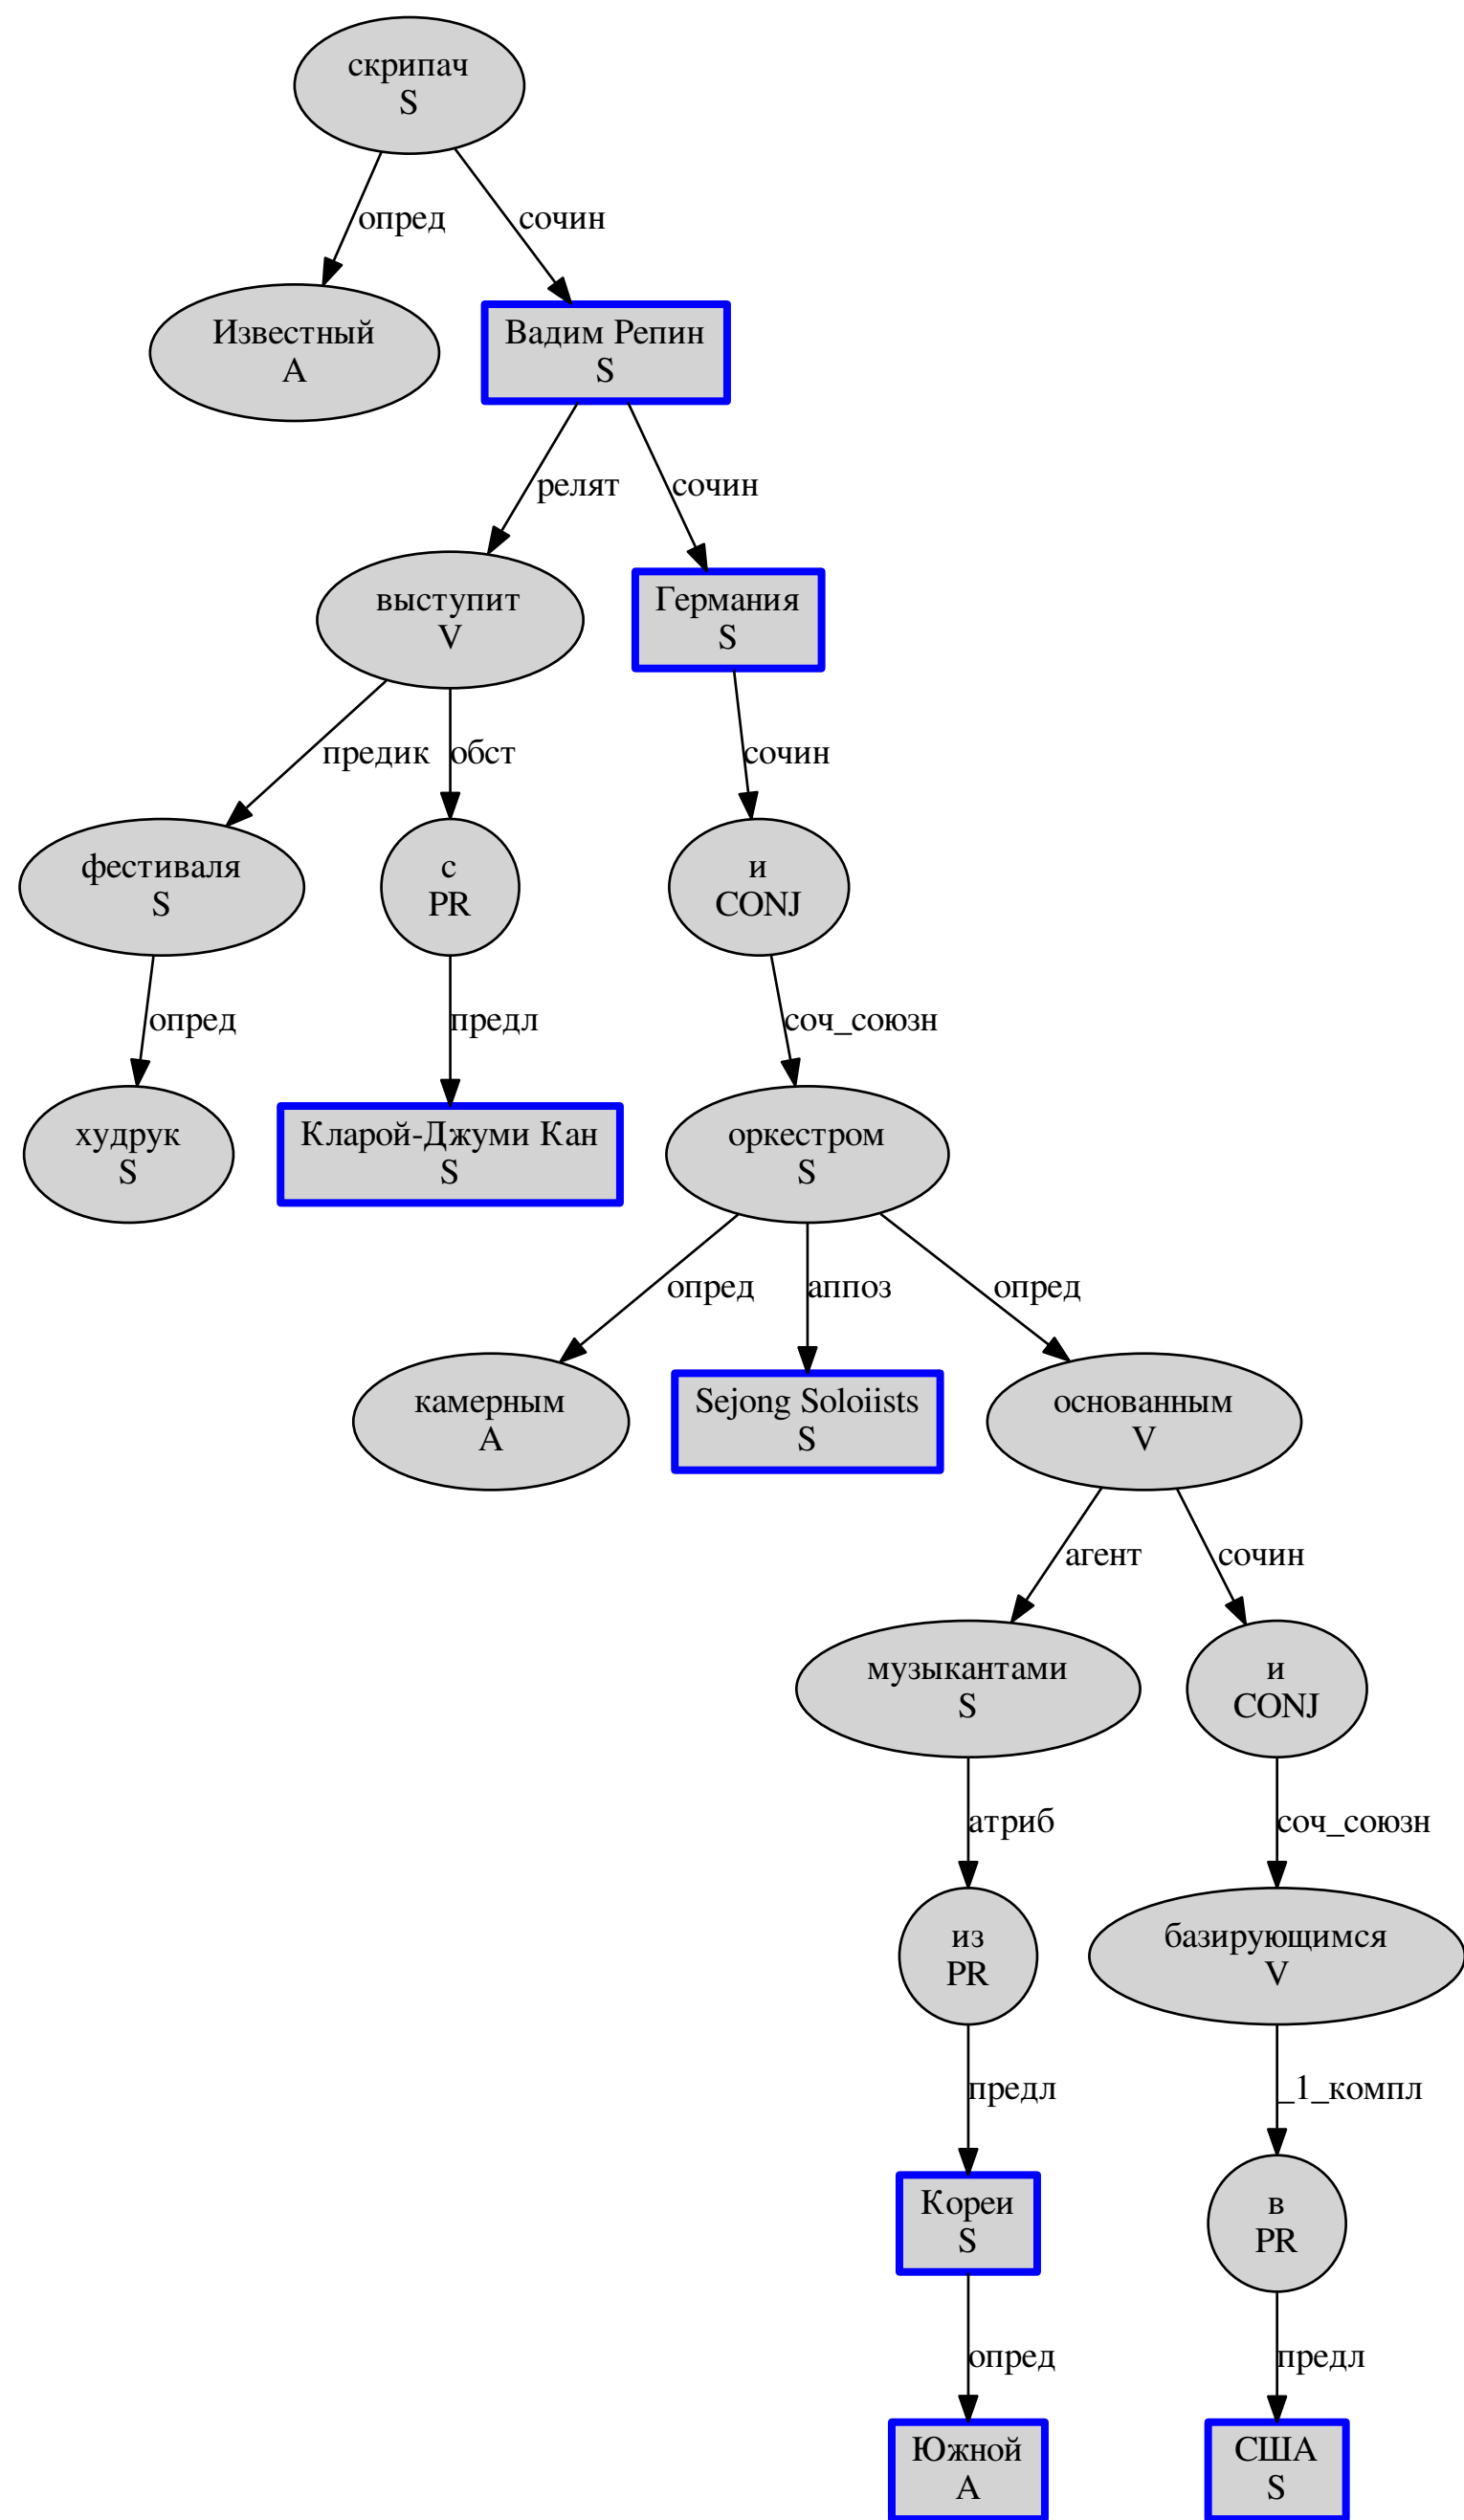 скрипач
S
опред
сочин
Известный
A
Вадим Репин
S
релят
сочин
выступит
V
Германия
S
предик
обст
сочин
фестиваля
S
с
PR
и
CONJ
опред
предл
соч_союзн
худрук
S
Кларой-Джуми Кан
S
оркестром
S
опред
аппоз
опред
камерным
A
Sejong Soloiists
S
основанным
V
агент
сочин
музыкантами
S
и
CONJ
атриб
соч_союзн
из
PR
базирующимся
V
предл
_1_компл
Кореи
S
в
PR
опред
предл
Южной
A
США
S